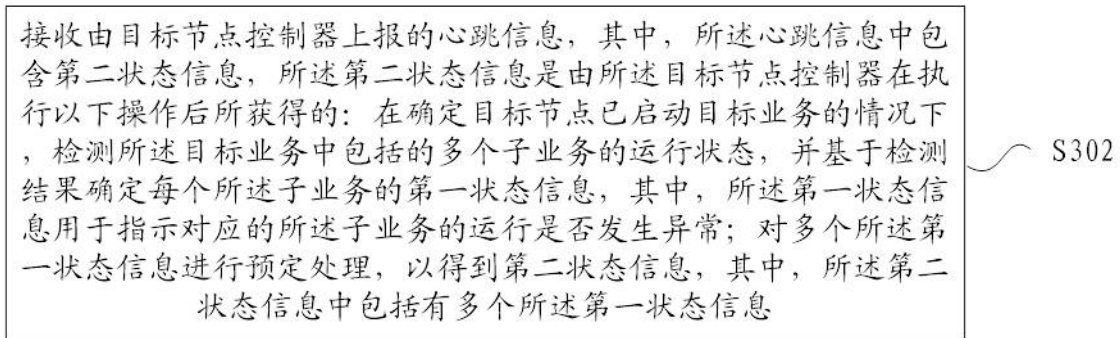 接收由目标节点控制器上报的心跳信息，其中，所述心跳信息中包
含第二状态信息，所述第二状态信息是由所述目标节点控制器在执
行以下操作后所获得的：在确定目标节点已启动目标业务的情况下
，检测所述目标业务中包括的多个子业务的运行状态，并基于检测
结果确定每个所述子业务的第一状态信息，其中，所述第一状态信
息用于指示对应的所述子业务的运行是否发生异常；对多个所述第
一状态信息进行预定处理，以得到第二状态信息，其中，所述第二
状态信息中包括有多个所述第一状态信息
S302